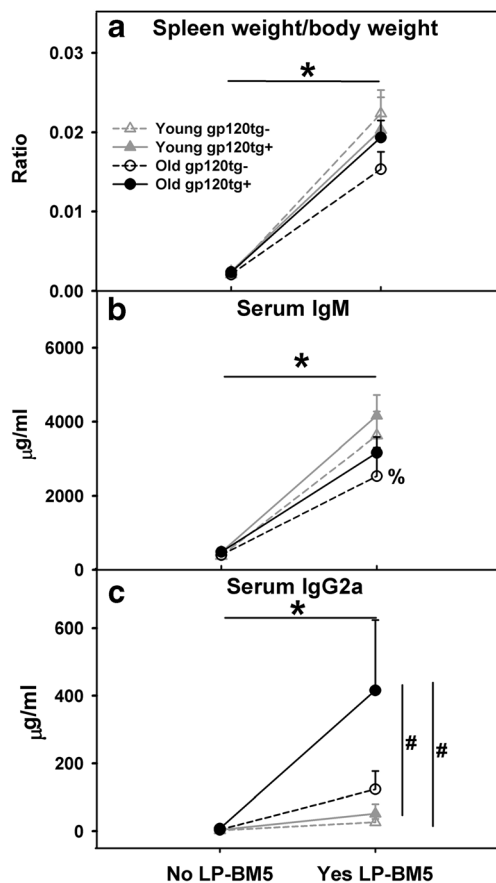 a Spleen weight/body weight
0.03
*
Young gp120tg-
Young gp120tg+
Old gp120tg-
Old gp120tg+
0.02
Ratio
0.01
0.00
b Serum IgM
6000
*
4000
µg/ml
%
2000
0
c Serum IgG2a
*
600
400
µg/ml
# #
200
0
No LP-BM5 Yes LP-BM5